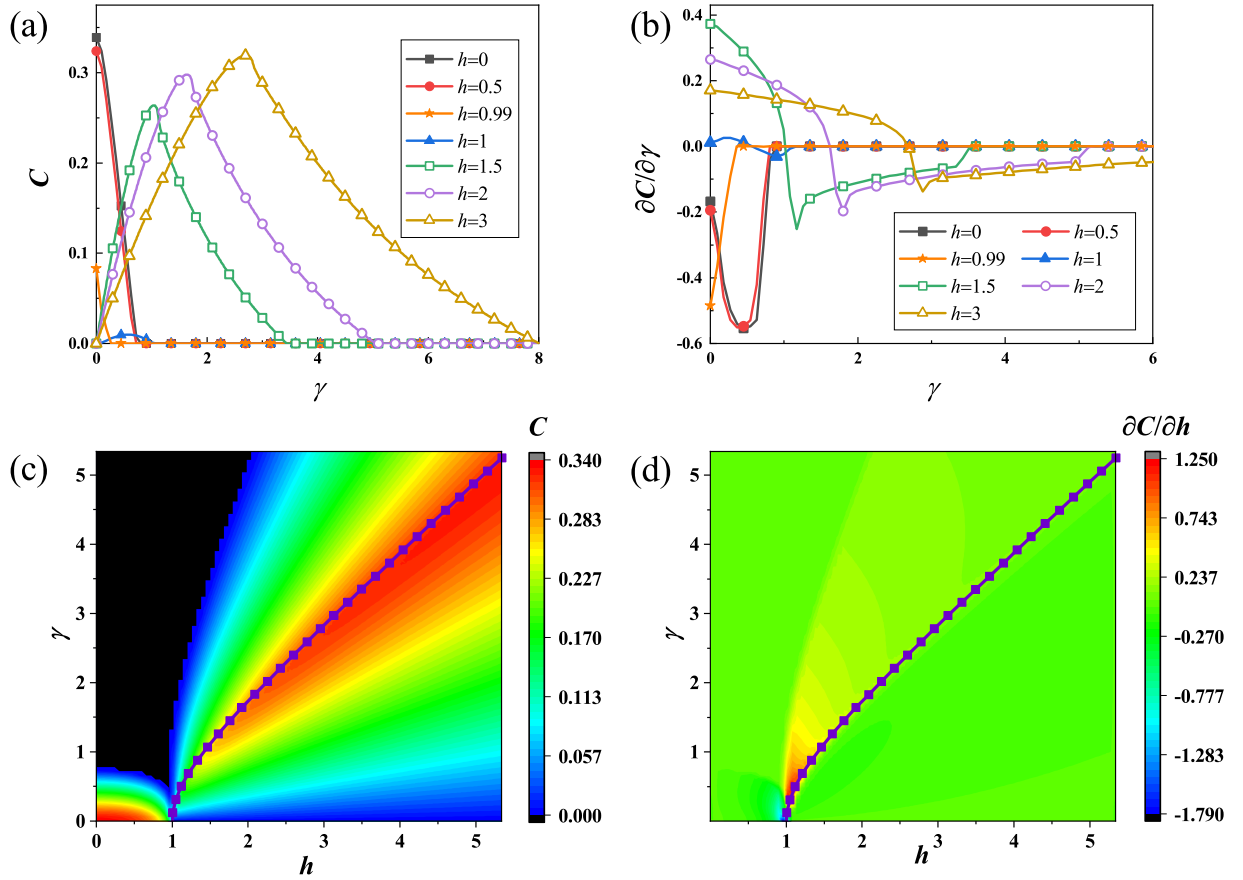 (a)
C
0.3
0.2
0.1
0.0
0
2
4
6
8
γ
h=0
h=0.5
h=0.99
h=1
h=1.5
h=2
h=3
(b)
∂C/∂γ
0.4
0.2
0.0
-0.2
-0.4
-0.6
0
2
4
6
γ
h=0 h=0.5
h=0.99 h=1
h=1.5 h=2
h=3
(c)
γ
5
4
3
2
1
0
0
1
2
3
4
5
h
C
0.340
0.283
0.227
0.170
0.113
0.057
0.000
(d)
γ
5
4
3
2
1
1
2
3
4
5
h
∂C/∂h
1.250
0.743
0.237
-0.270
-0.777
-1.283
-1.790